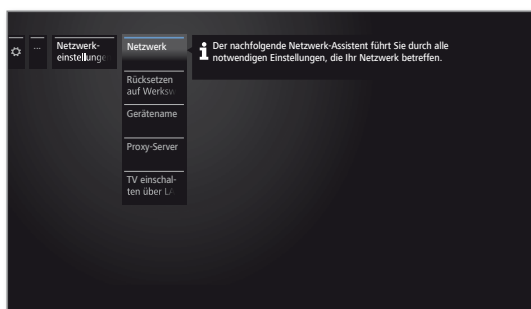 ...
Netzwerk-
einstellunge
Netzwerk
Der nachfolgende Netzwerk-Assistent führt Sie durch alle
notwendigen Einstellungen, die Ihr Netzwerk betreffen.
Rücksetzen
auf Werksw
Gerätename
Proxy-Server
TV einschal-
ten über LA